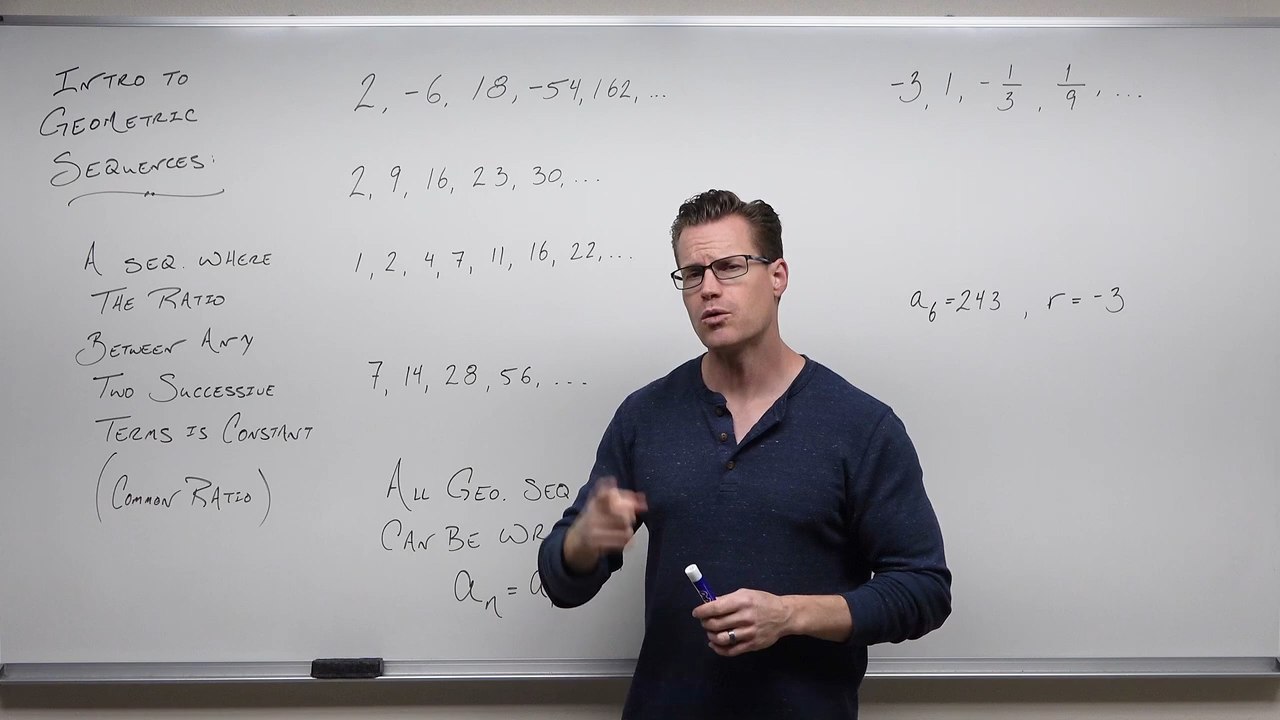 INTRO TO
GEOMETRIC
SEQUENCES:
A SEQ. WHERE
THE RATIO
BETWEEN ANY
TWO SUCCESSIVE
TERMS IS CONSTANT
(COMMON RATIO)
2, -6, 18, -54, 162, ...
2, 9, 16, 23, 30, ...
1, 2, 4, 7, 11, 16, 22, ...
7, 14, 28, 56, ...
ALL GEO. SEQ
CAN BE WR
aₙ = a
-3, 1, -1/3, 1/9, ...
a₆ = 243, r = -3